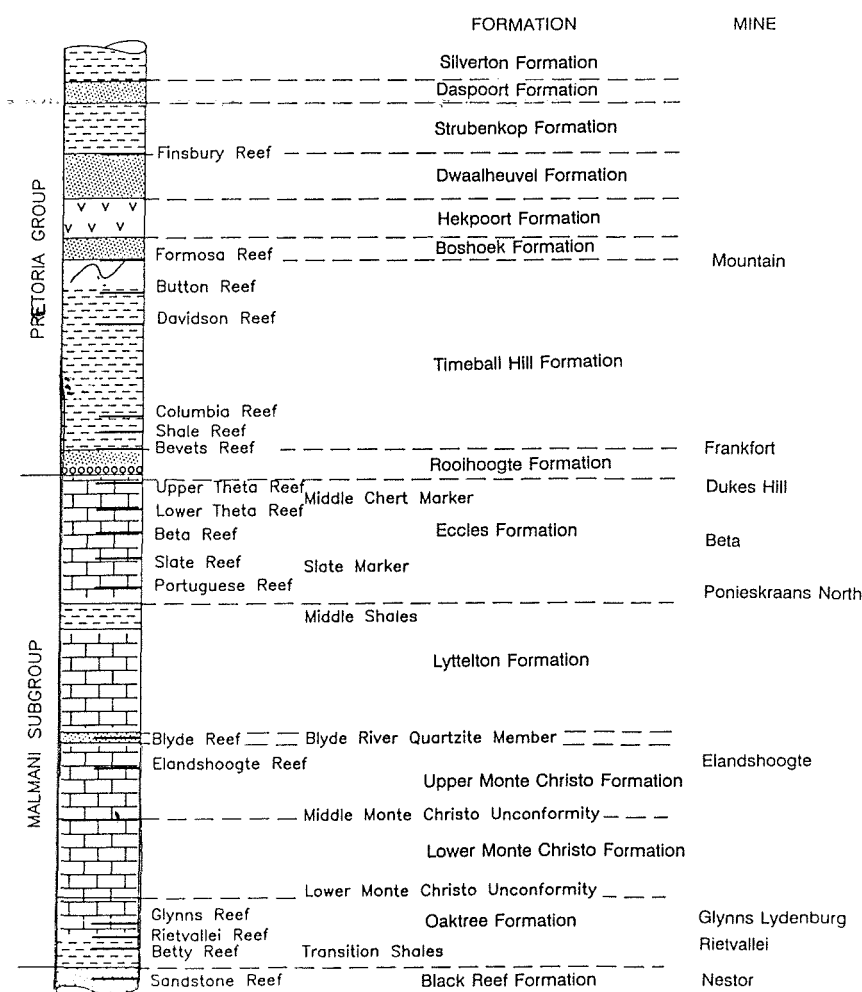 FORMATION MINE
Silverton Formation
Daspoort Formation
Strubenkop Formation
Finsbury Reef
Dwaalheuvel Formation
Hekpoort Formation
Boshoek Formation
Formosa Reef Mountain
Button Reef
Davidson Reef
Timeball Hill Formation
Columbia Reef
Shale Reef
Bevets Reef Frankfort
Rooihoogte Formation
PRETORIA GROUP
Upper Theta Reef Middle Chert Marker Dukes Hill
Lower Theta Reef
Beta Reef Eccles Formation Beta
Slate Reef Slate Marker
Portuguese Reef Ponieskraans North
Middle Shales
Lyttelton Formation
Blyde Reef Blyde River Quartzite Member
Elandshoogte Reef Elandshoogte
Upper Monte Christo Formation
Middle Monte Christo Unconformity
Lower Monte Christo Formation
Lower Monte Christo Unconformity
Glynns Reef Oaktree Formation Glynns Lydenburg
Rietvallei Reef Rietvallei
Betty Reef Transition Shales
MALMANI SUBGROUP
Sandstone Reef Black Reef Formation Nestor